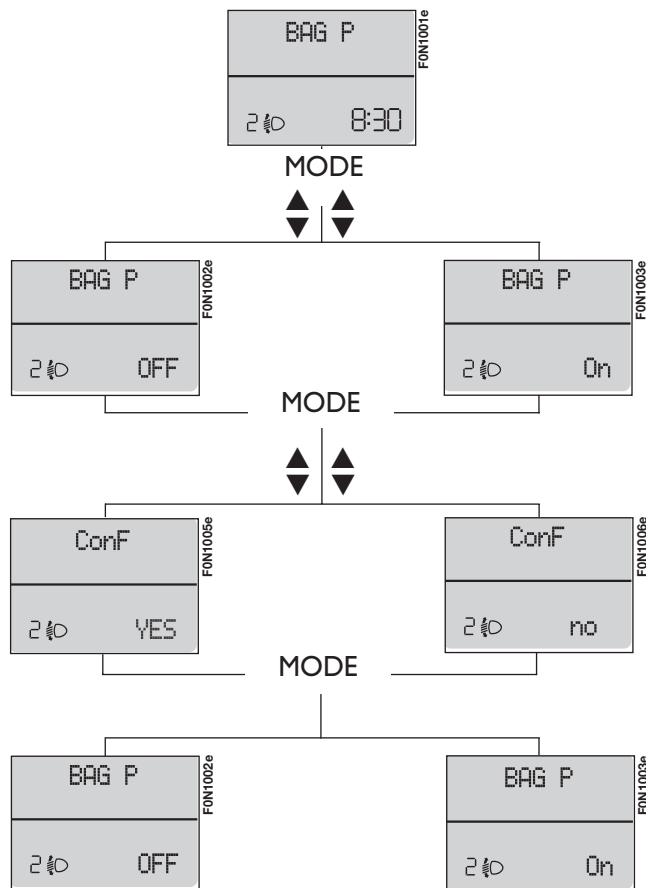 BAG P
F0N1001e
2 8:30
MODE
BAG P
F0N1002e
2 OFF
BAG P
F0N1003e
2 On
MODE
ConF
F0N1005e
2 YES
ConF
F0N1006e
2 no
MODE
BAG P
F0N1002e
2 OFF
BAG P
F0N1003e
2 On